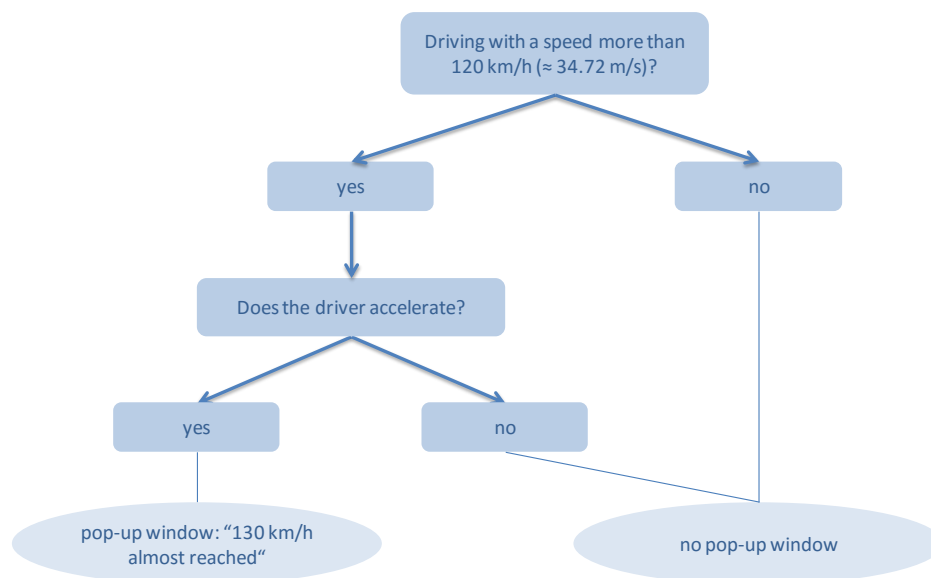 Driving with a speed more than
120 km/h (≈ 34.72 m/s)?
yes
no
Does the driver accelerate?
yes
no
pop-up window: “130 km/h
almost reached“
no pop-up window